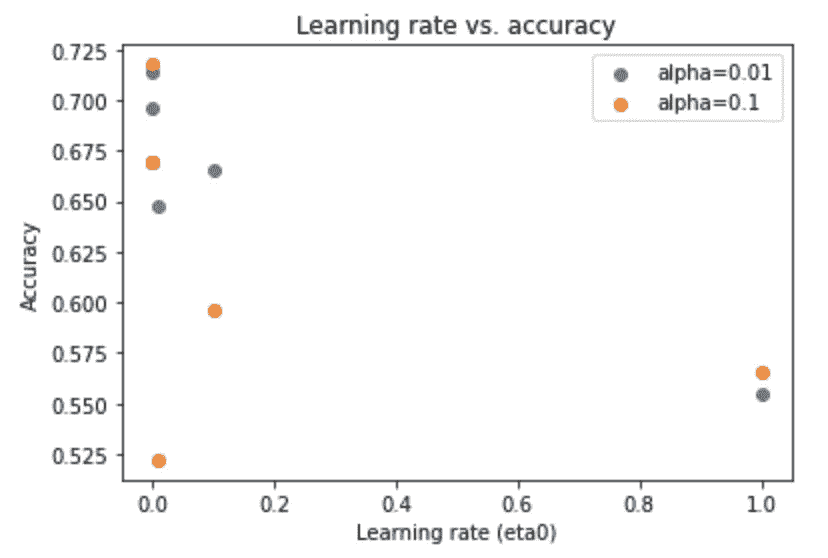 Learning rate vs. accuracy
alpha=0.01
alpha=0.1
Accuracy
0.725
0.700
0.675
0.650
0.625
0.600
0.575
0.550
0.525
0.0 0.2 0.4 0.6 0.8 1.0
Learning rate (eta0)